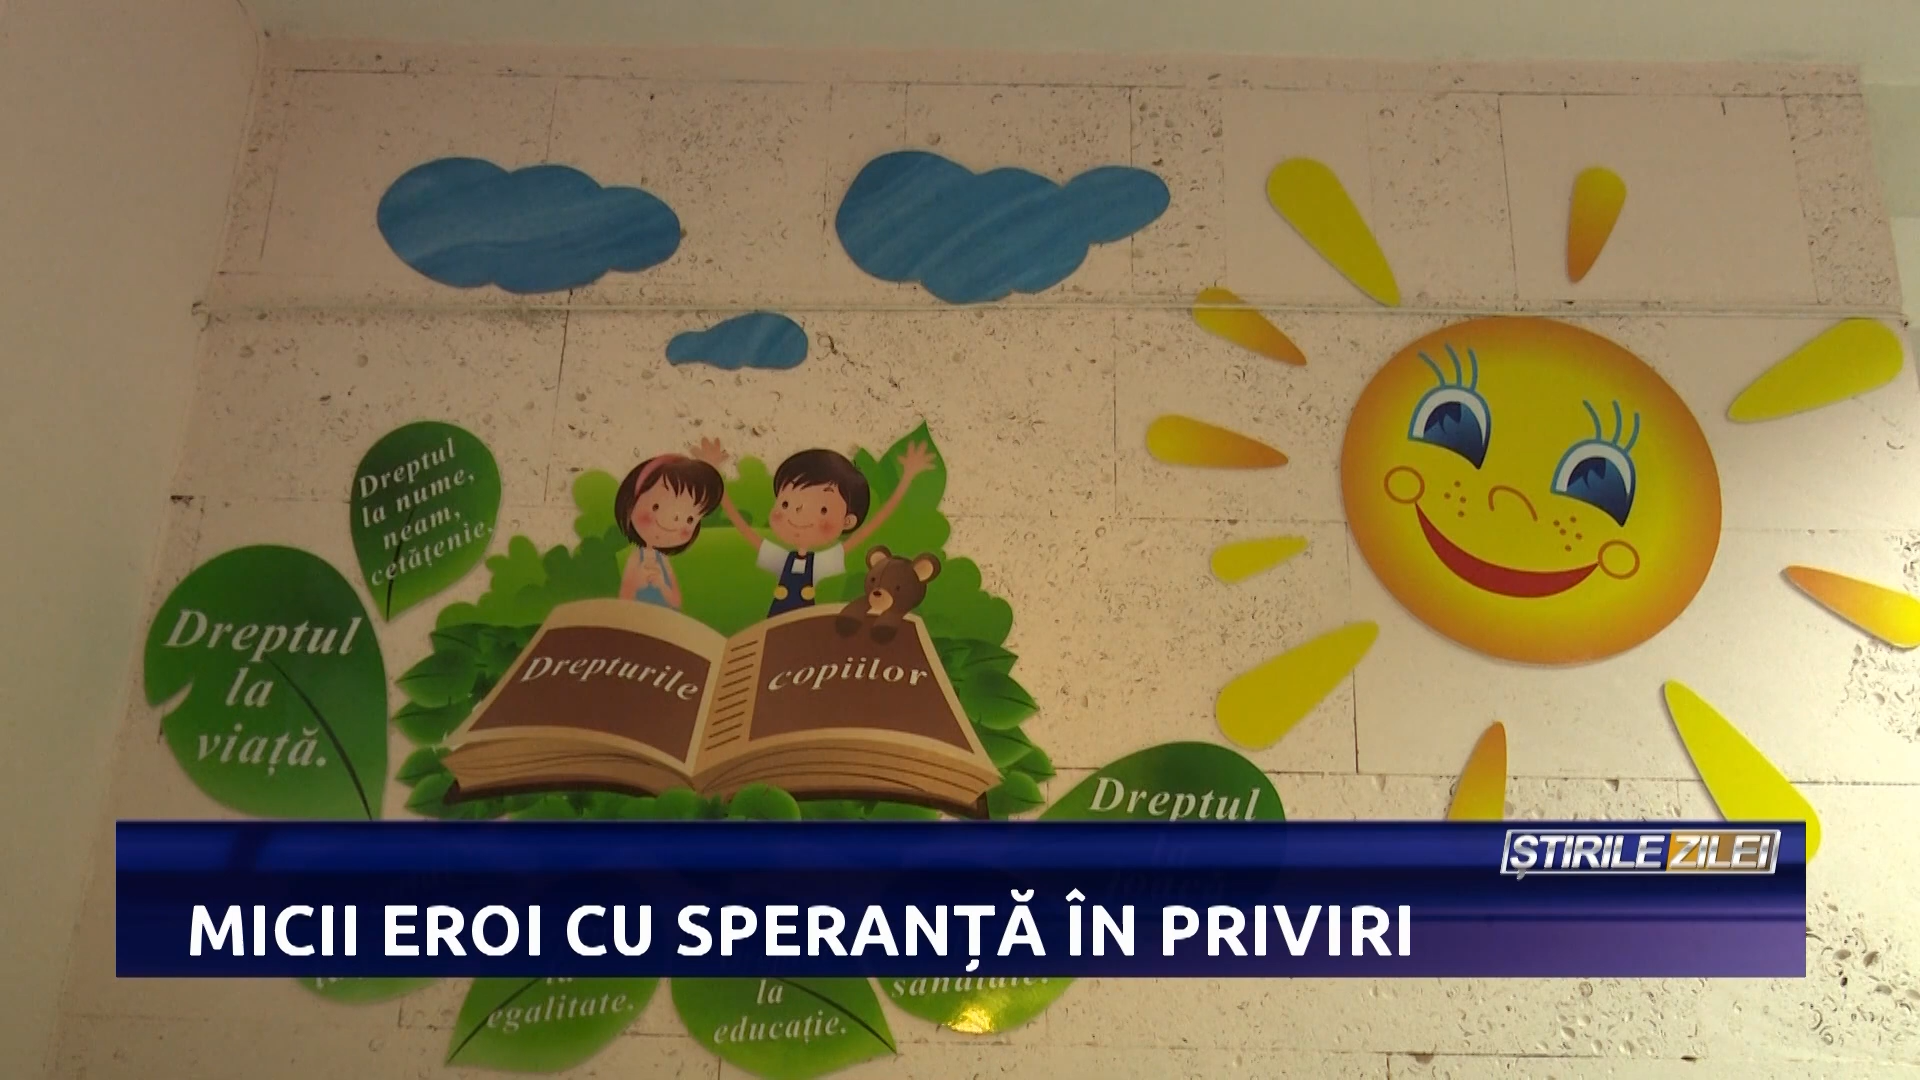 Dreptul
la nume,
neam,
cetățenie.
Dreptul
la
viață.
Drepturile
copiilor
Dreptul
ȘTIRILE ZILEI
MICII EROI CU SPERANȚĂ ÎN PRIVIRI
egalitate.
la
educație.